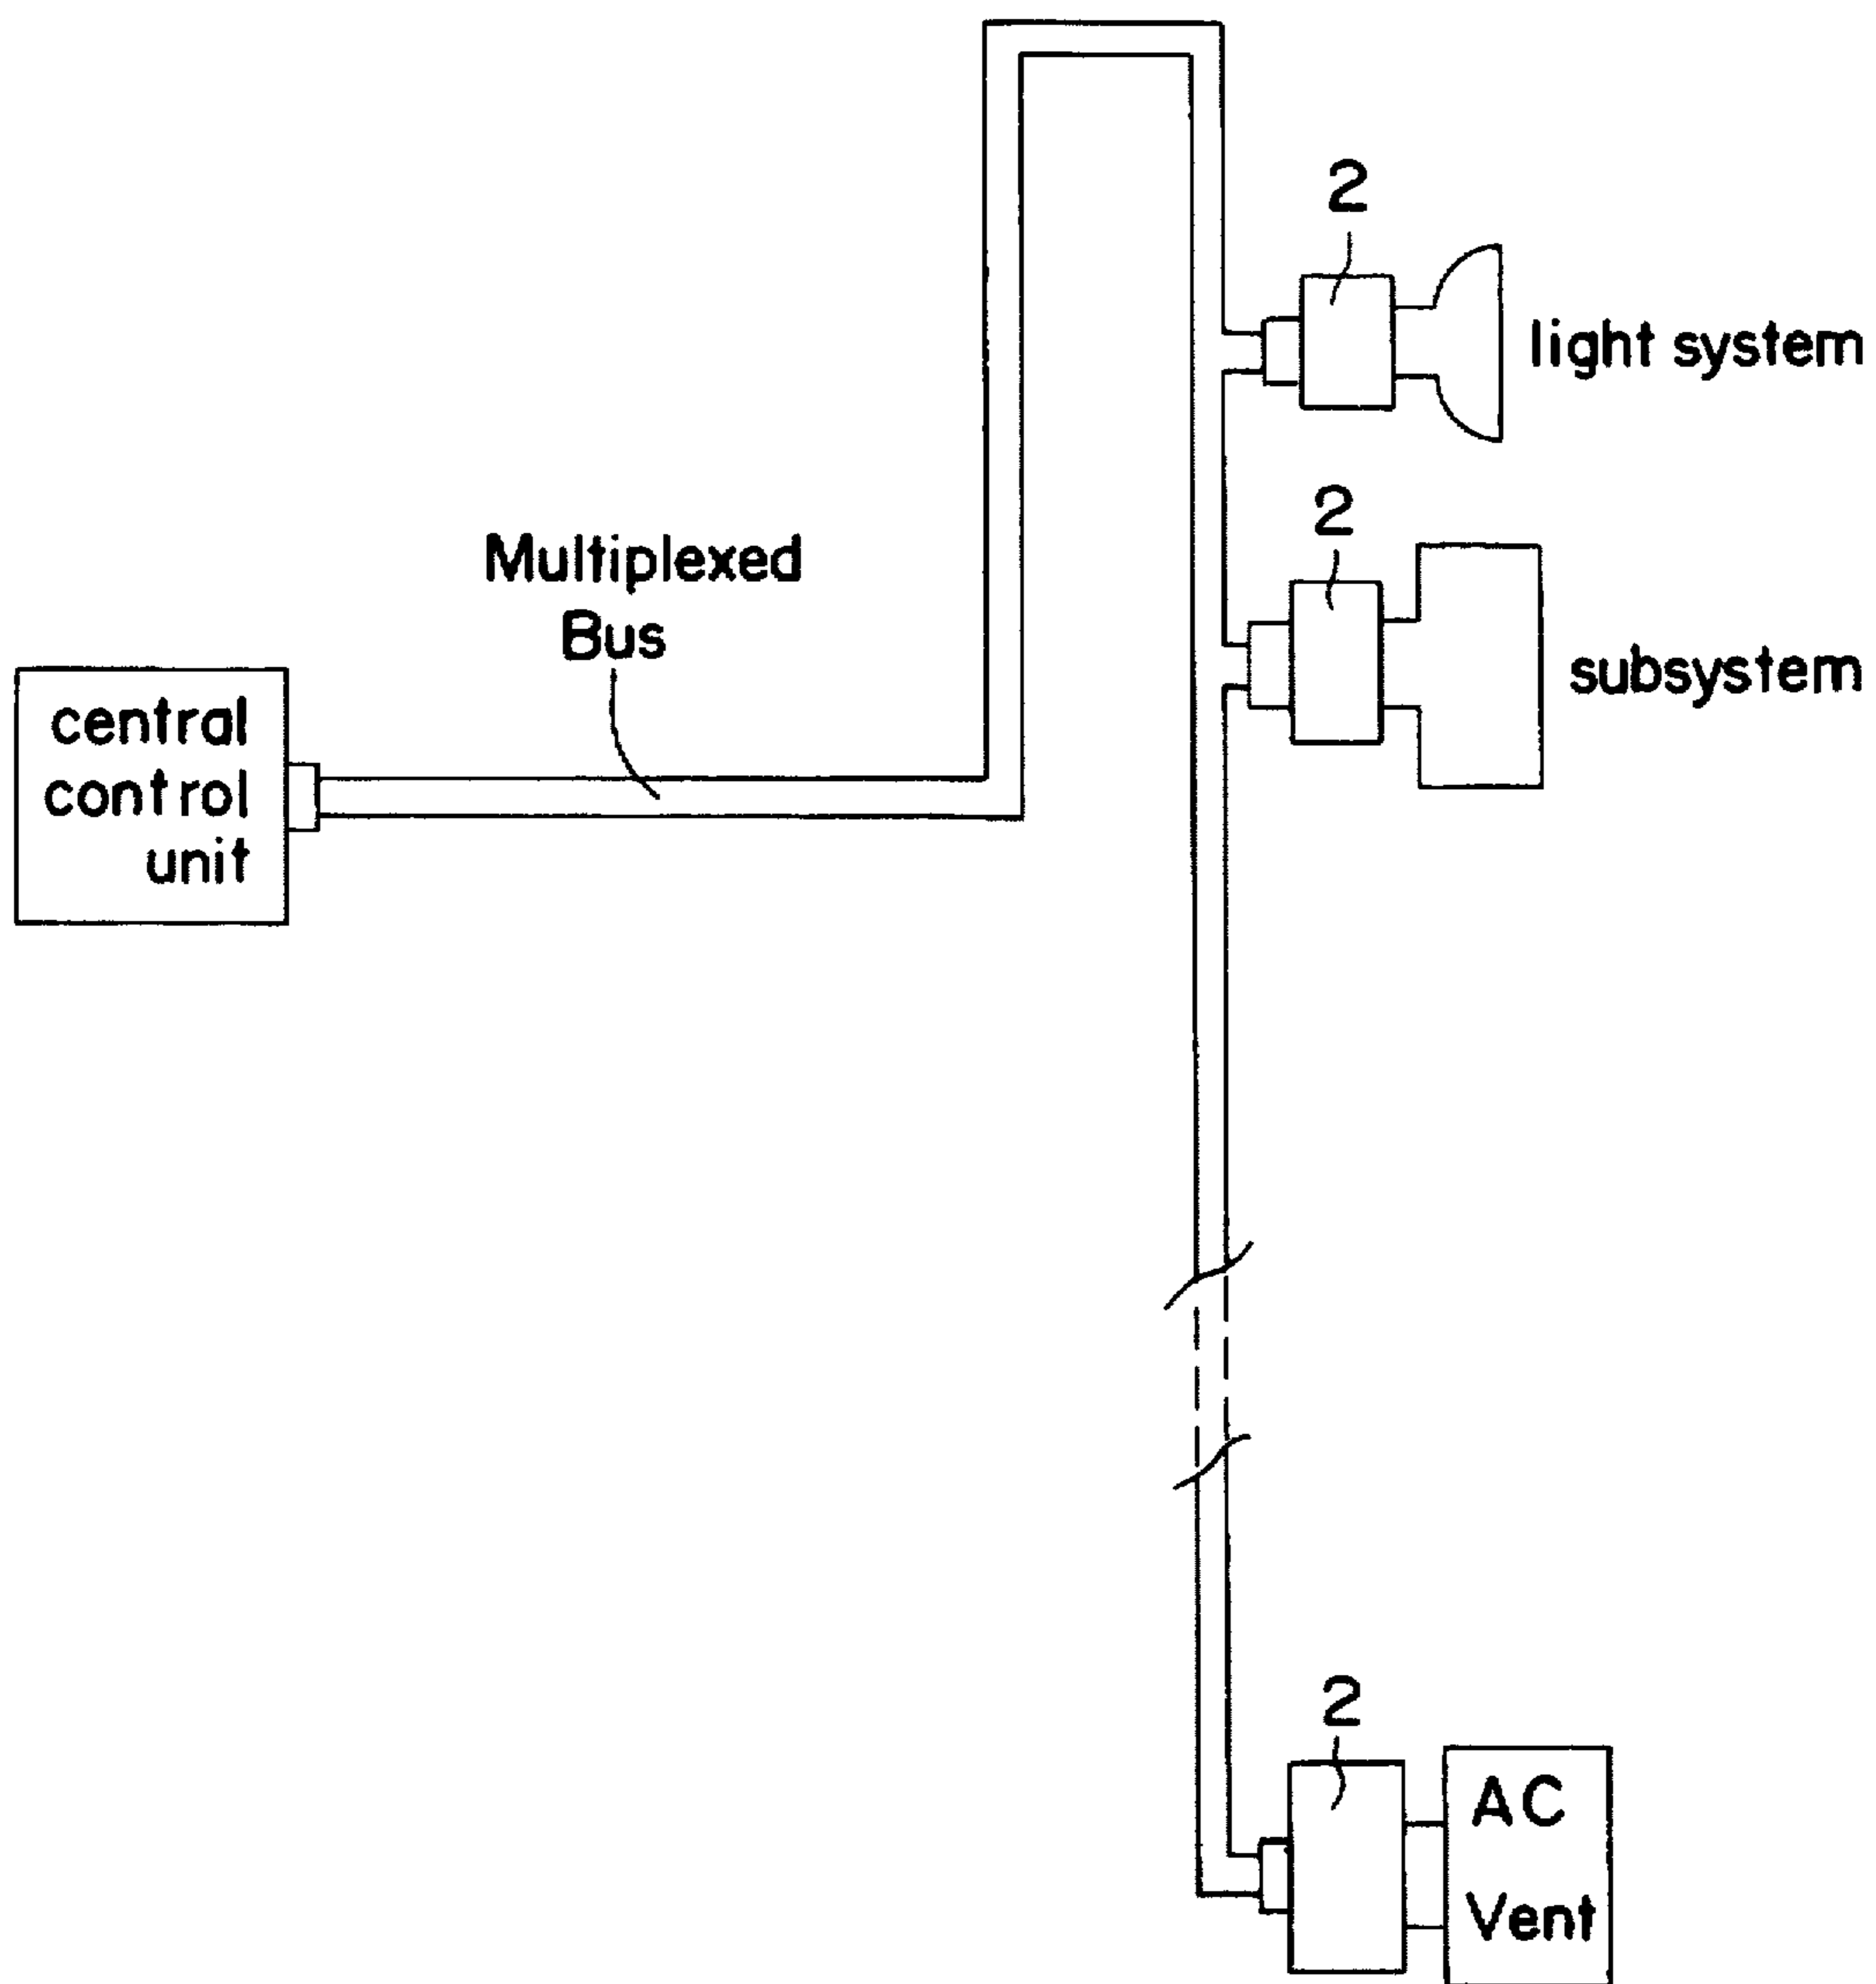 2
light system
2
Multiplexed
Bus
subsystem
central
control
unit
2
AC
Vent